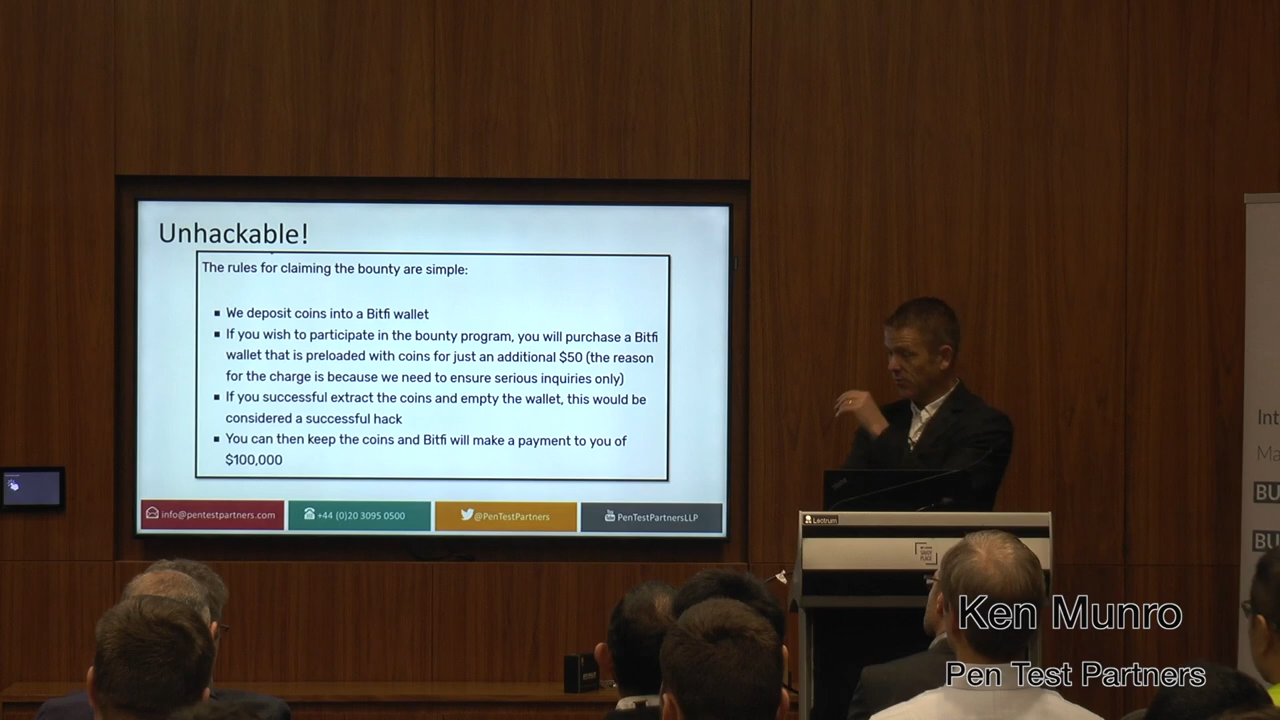 Unhackable!
The rules for claiming the bounty are simple:
▪ We deposit coins into a Bitfi wallet
▪ If you wish to participate in the bounty program, you will purchase a Bitfi
wallet that is preloaded with coins for just an additional $50 (the reason
for the charge is because we need to ensure serious inquiries only)
▪ If you successful extract the coins and empty the wallet, this would be
considered a successful hack
▪ You can then keep the coins and Bitfi will make a payment to you of
$100,000
info@pentestpartners.com
+44 (0)20 3095 0500
@PenTestPartners
PenTestPartnersLLP
Lectrum
Int
Ma
BU
BU
Ken Munro
Pen Test Partners